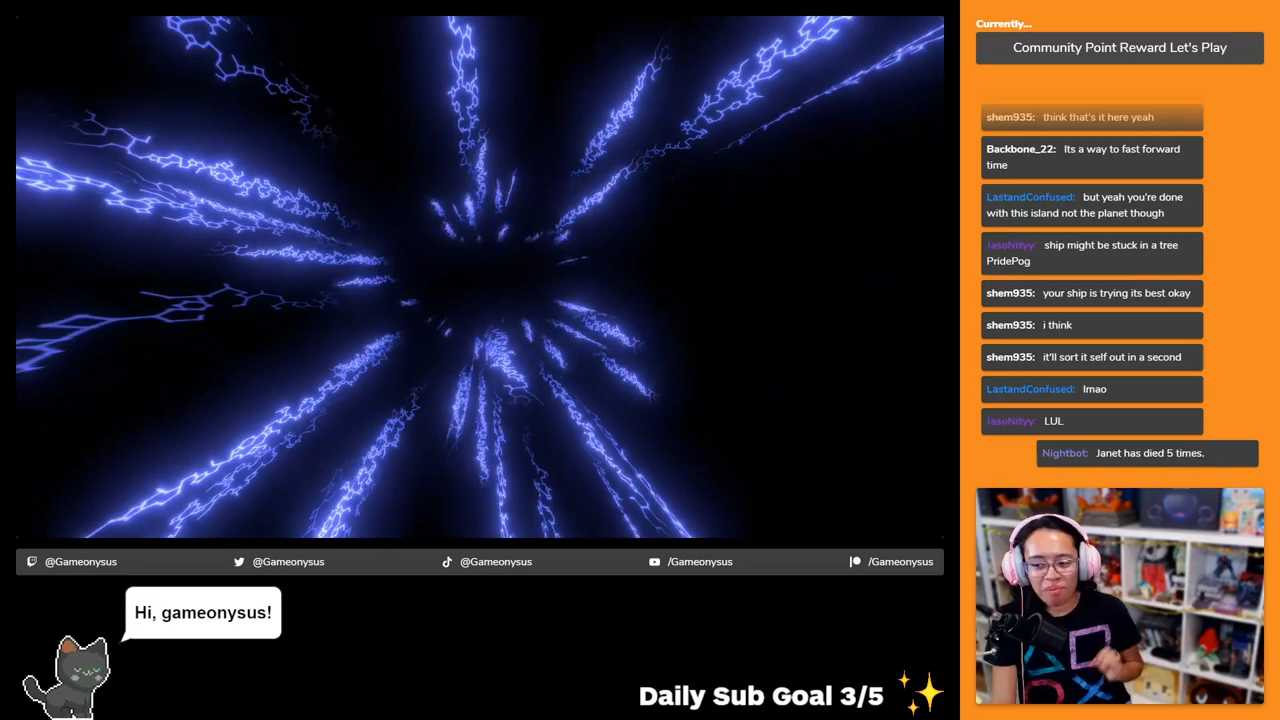 Currently...
Community Point Reward Let's Play
shem935: think that's it here yeah
Backbone_22: Its a way to fast forward
time
LastandConfused: but yeah you're done
with this island not the planet though
IasoNityy: ship might be stuck in a tree
PridePog
shem935: your ship is trying its best okay
shem935: i think
shem935: it'll sort it self out in a second
LastandConfused: lmao
IasoNityy: LUL
Nightbot: Janet has died 5 times.
@Gameonysus
@Gameonysus
@Gameonysus
/Gameonysus
/Gameonysus
Hi, gameonysus!
Daily Sub Goal 3/5